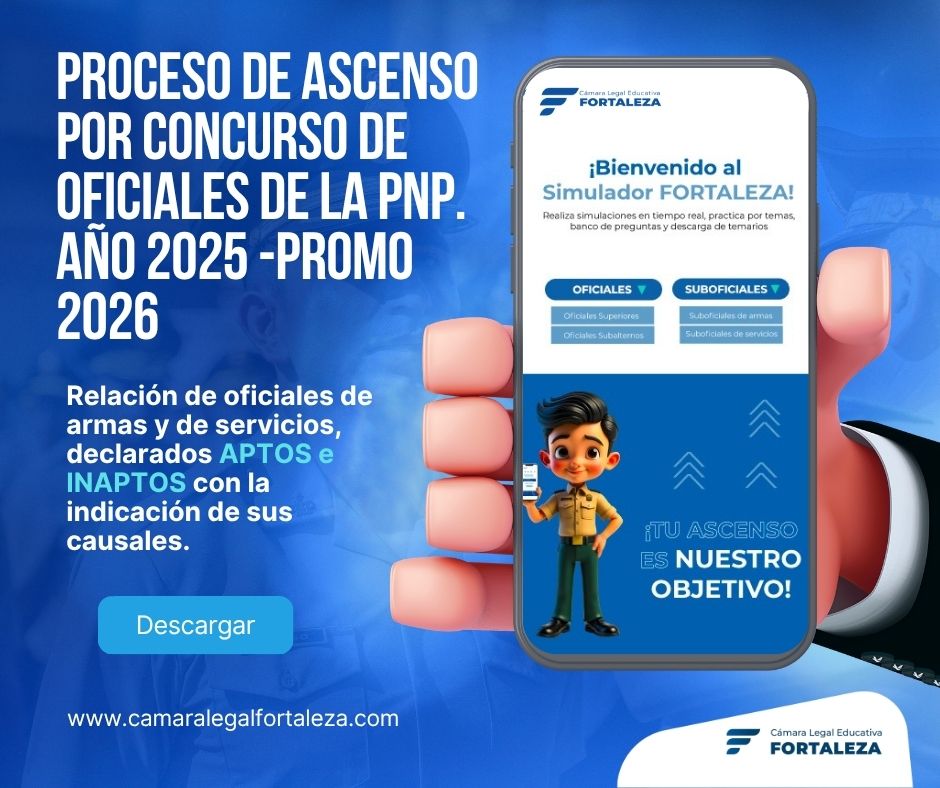 PROCESO DE ASCENSO
POR CONCURSO DE
OFICIALES DE LA PNP.
AÑO 2025 -PROMO
2026
Relación de oficiales de
armas y de servicios,
declarados APTOS e
INAPTOS con la
indicación de sus
causales.
Descargar
www.camaralegalfortaleza.com
Cámara Legal Educativa
FORTALEZA
¡Bienvenido al
Simulador FORTALEZA!
Realiza simulaciones en tiempo real, practica por temas,
banco de preguntas y descarga de temarios
OFICIALES
SUBOFICIALES
Oficiales Superiores
Suboficiales de armas
Oficiales Subalternos
Suboficiales de servicios
¡TU ASCENSO
ES NUESTRO
OBJETIVO!
Cámara Legal Educativa
FORTALEZA